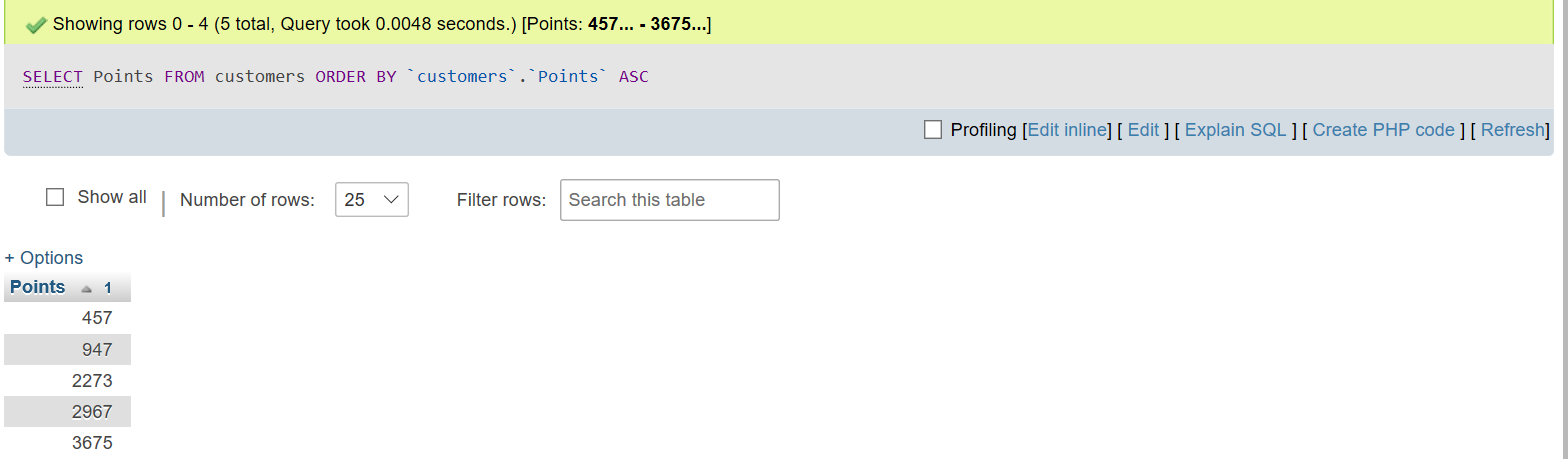 Showing rows 0 - 4 (5 total, Query took 0.0048 seconds.) [Points: 457... - 3675...]
SELECT Points FROM customers ORDER BY `customers`.`Points` ASC
Profiling [Edit inline] [ Edit ] [ Explain SQL ] [ Create PHP code ] [ Refresh]
Show all | Number of rows: 25 Filter rows: Search this table
+ Options
Points 1
457
947
2273
2967
3675